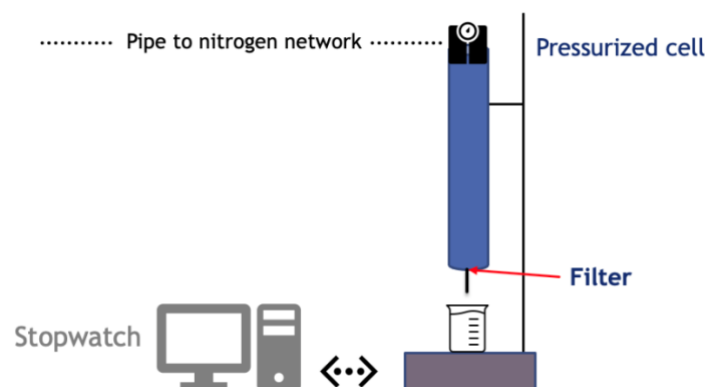 Pipe to nitrogen network
Pressurized cell
Filter
Stopwatch